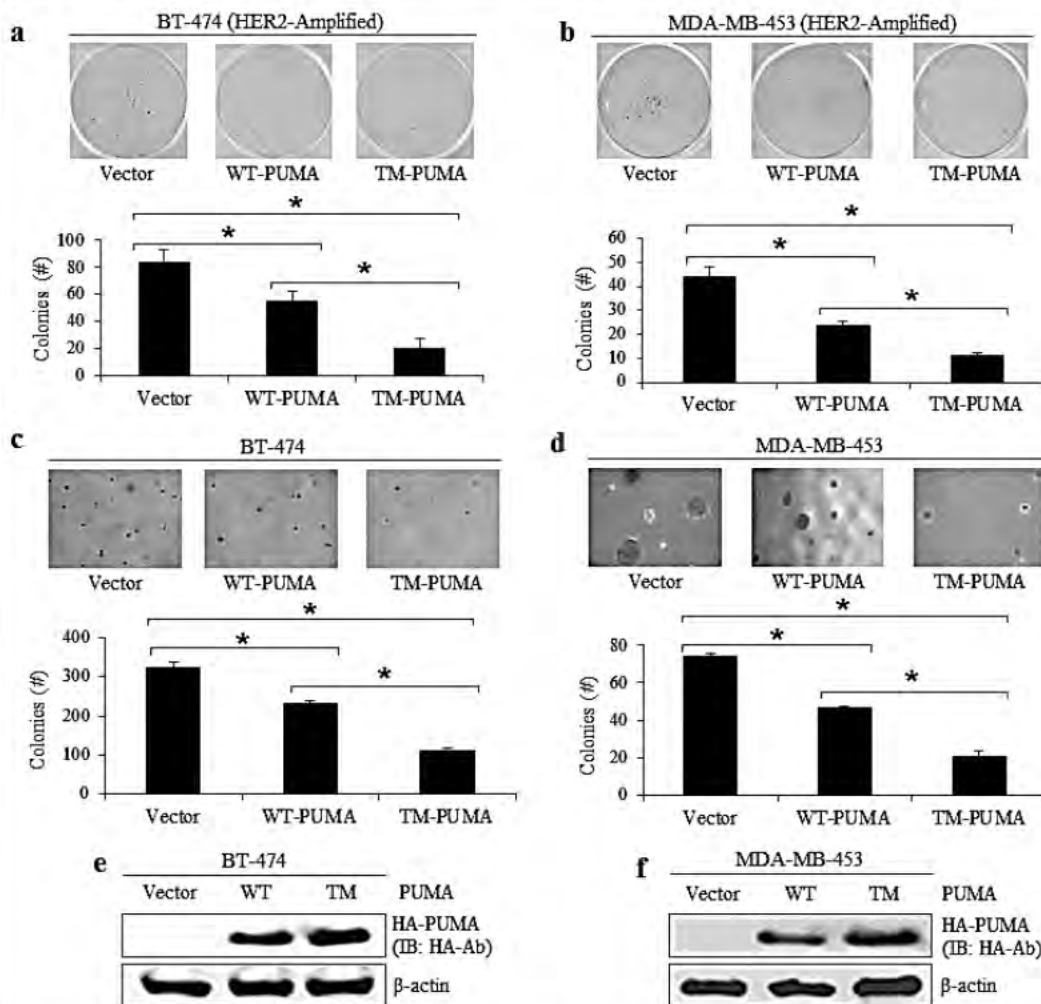 a
BT-474 (HER2-Amplified)
Vector WT-PUMA TM-PUMA
* * *
Colonies (#)
100
80
60
40
20
0
Vector WT-PUMA TM-PUMA
b
MDA-MB-453 (HER2-Amplified)
Vector WT-PUMA TM-PUMA
* * *
Colonies (#)
60
50
40
30
20
10
0
Vector WT-PUMA TM-PUMA
c
BT-474
Vector WT-PUMA TM-PUMA
* * *
Colonies (#)
400
300
200
100
0
Vector WT-PUMA TM-PUMA
d
MDA-MB-453
Vector WT-PUMA TM-PUMA
* * *
Colonies (#)
80
60
40
20
0
Vector WT-PUMA TM-PUMA
e
BT-474
Vector WT TM PUMA
HA-PUMA
(IB: HA-Ab)
β-actin
f
MDA-MB-453
Vector WT TM PUMA
HA-PUMA
(IB: HA-Ab)
β-actin